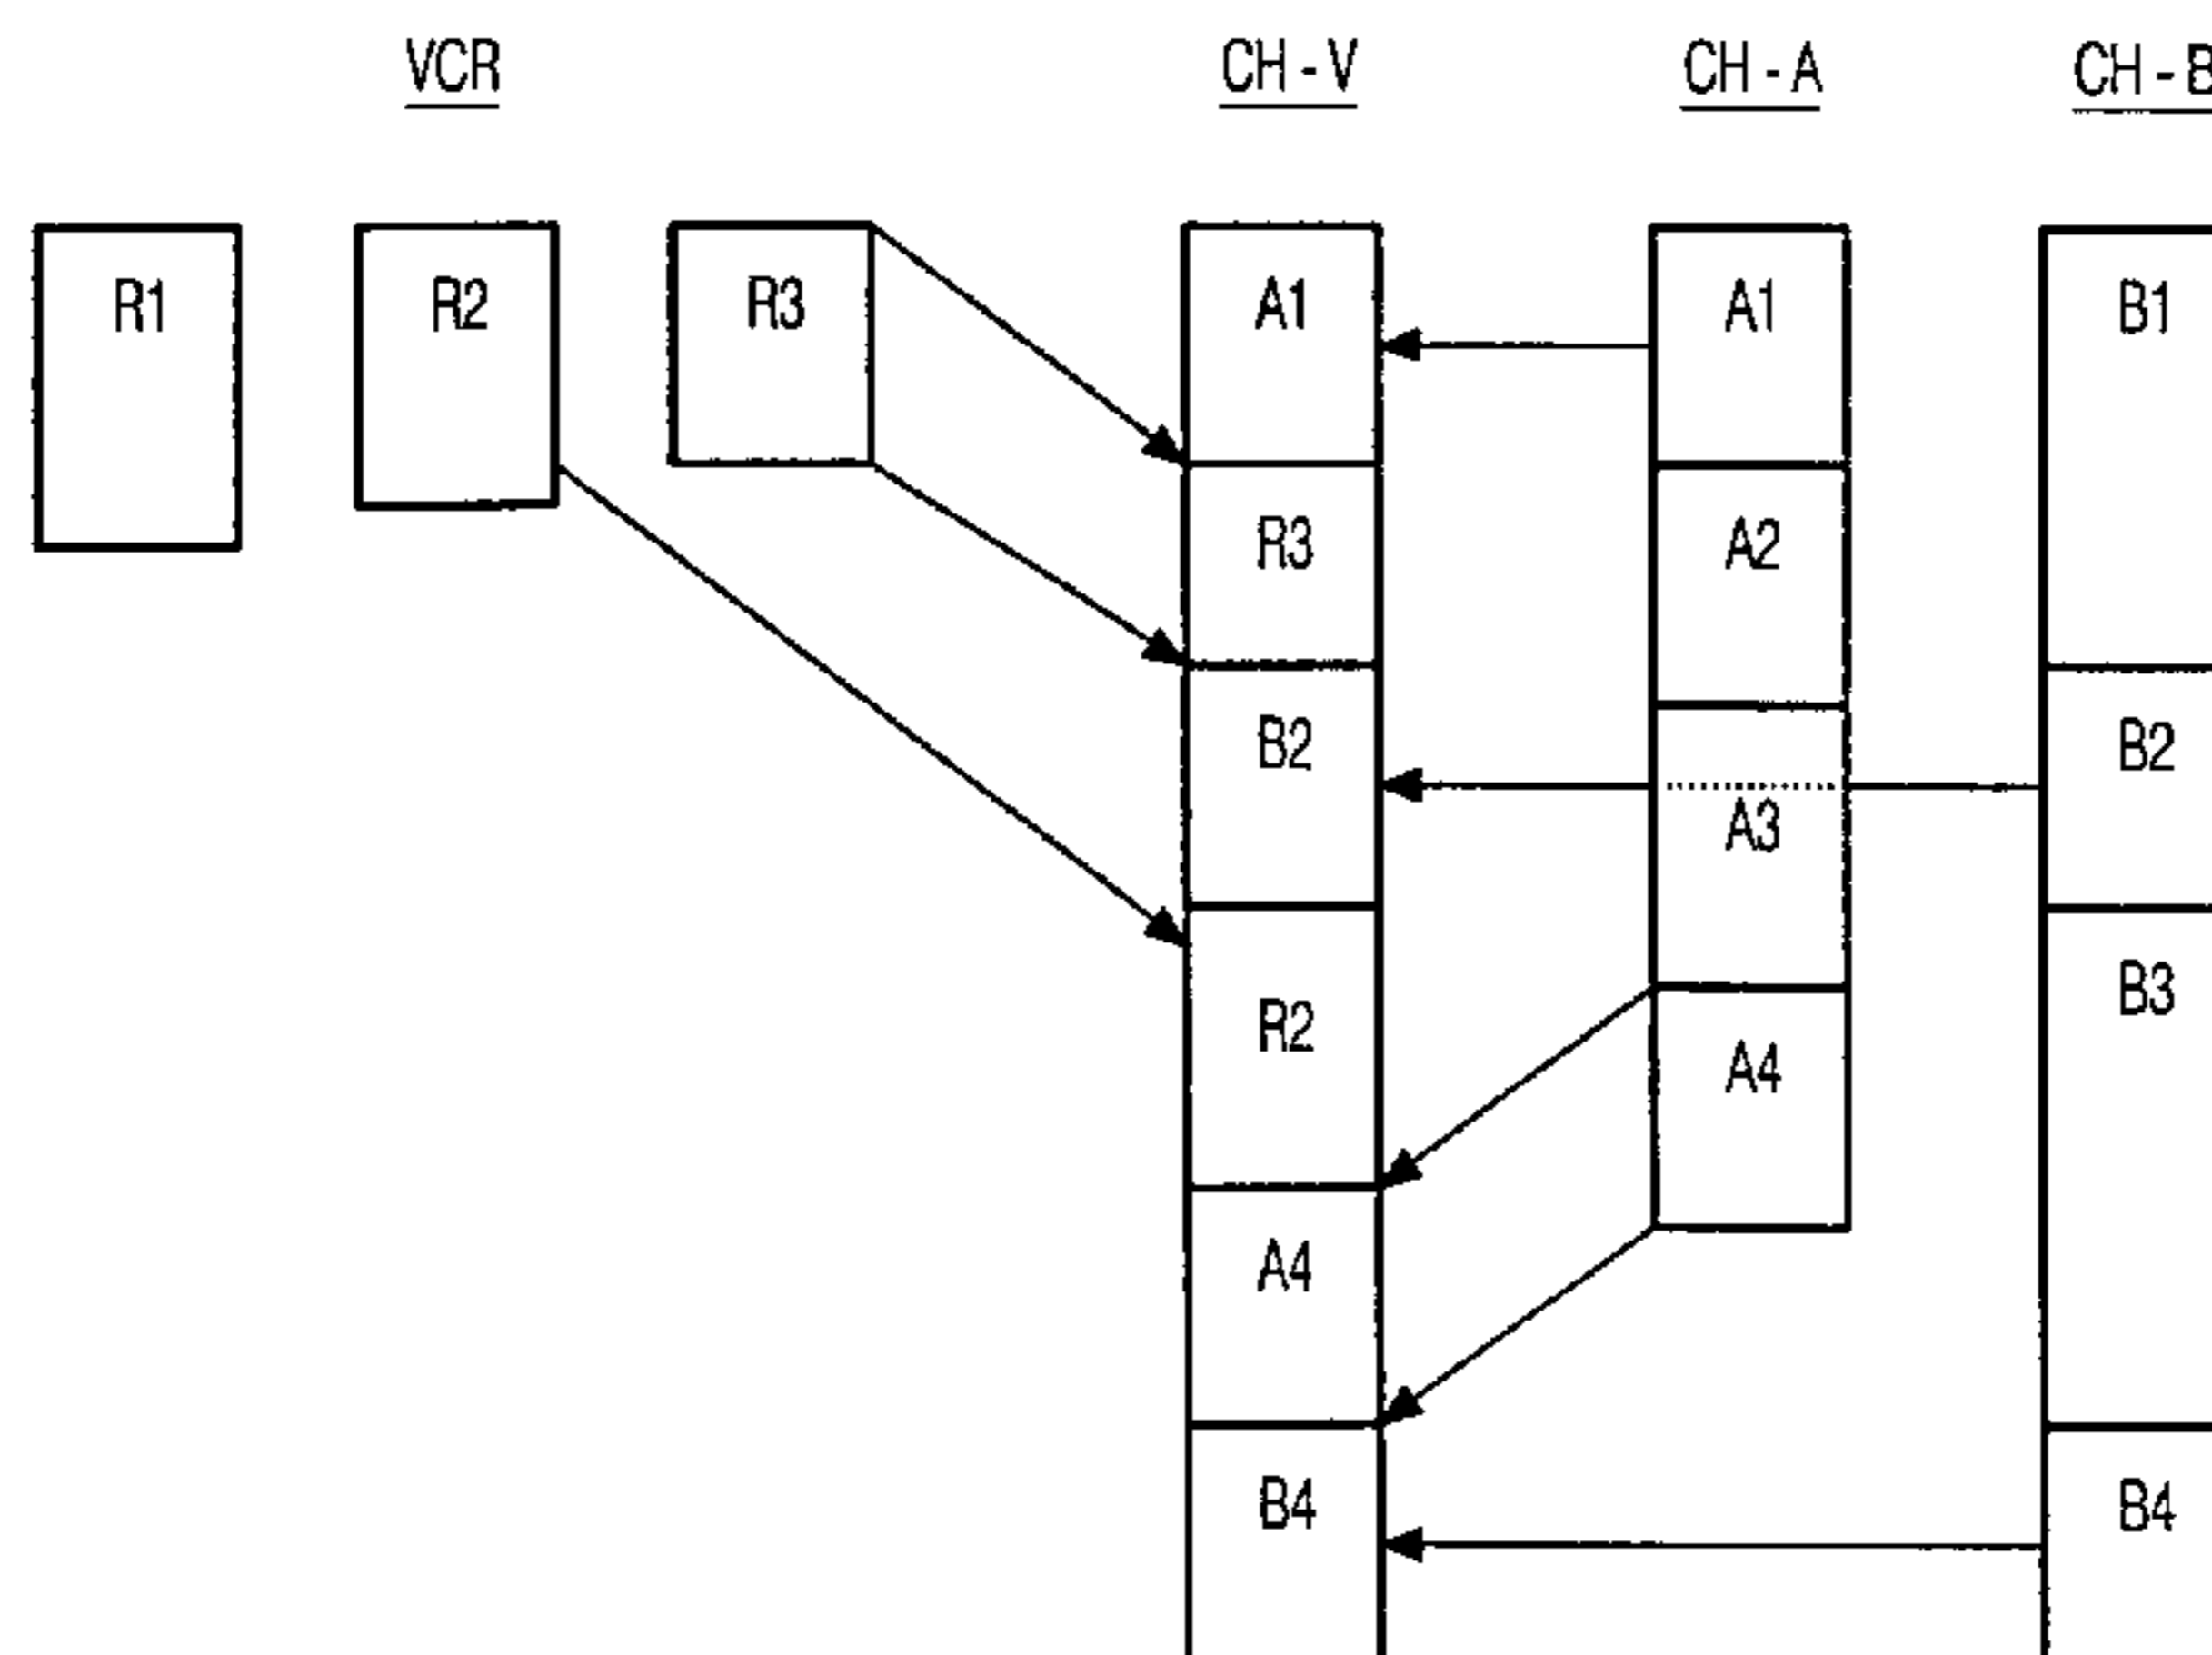 VCR CH - V CH - A CH - B
R1 R2 R3 A1 A1 B1
R3 A2
B2 A3 B2
R2 A4 B3
A4
B4 B4